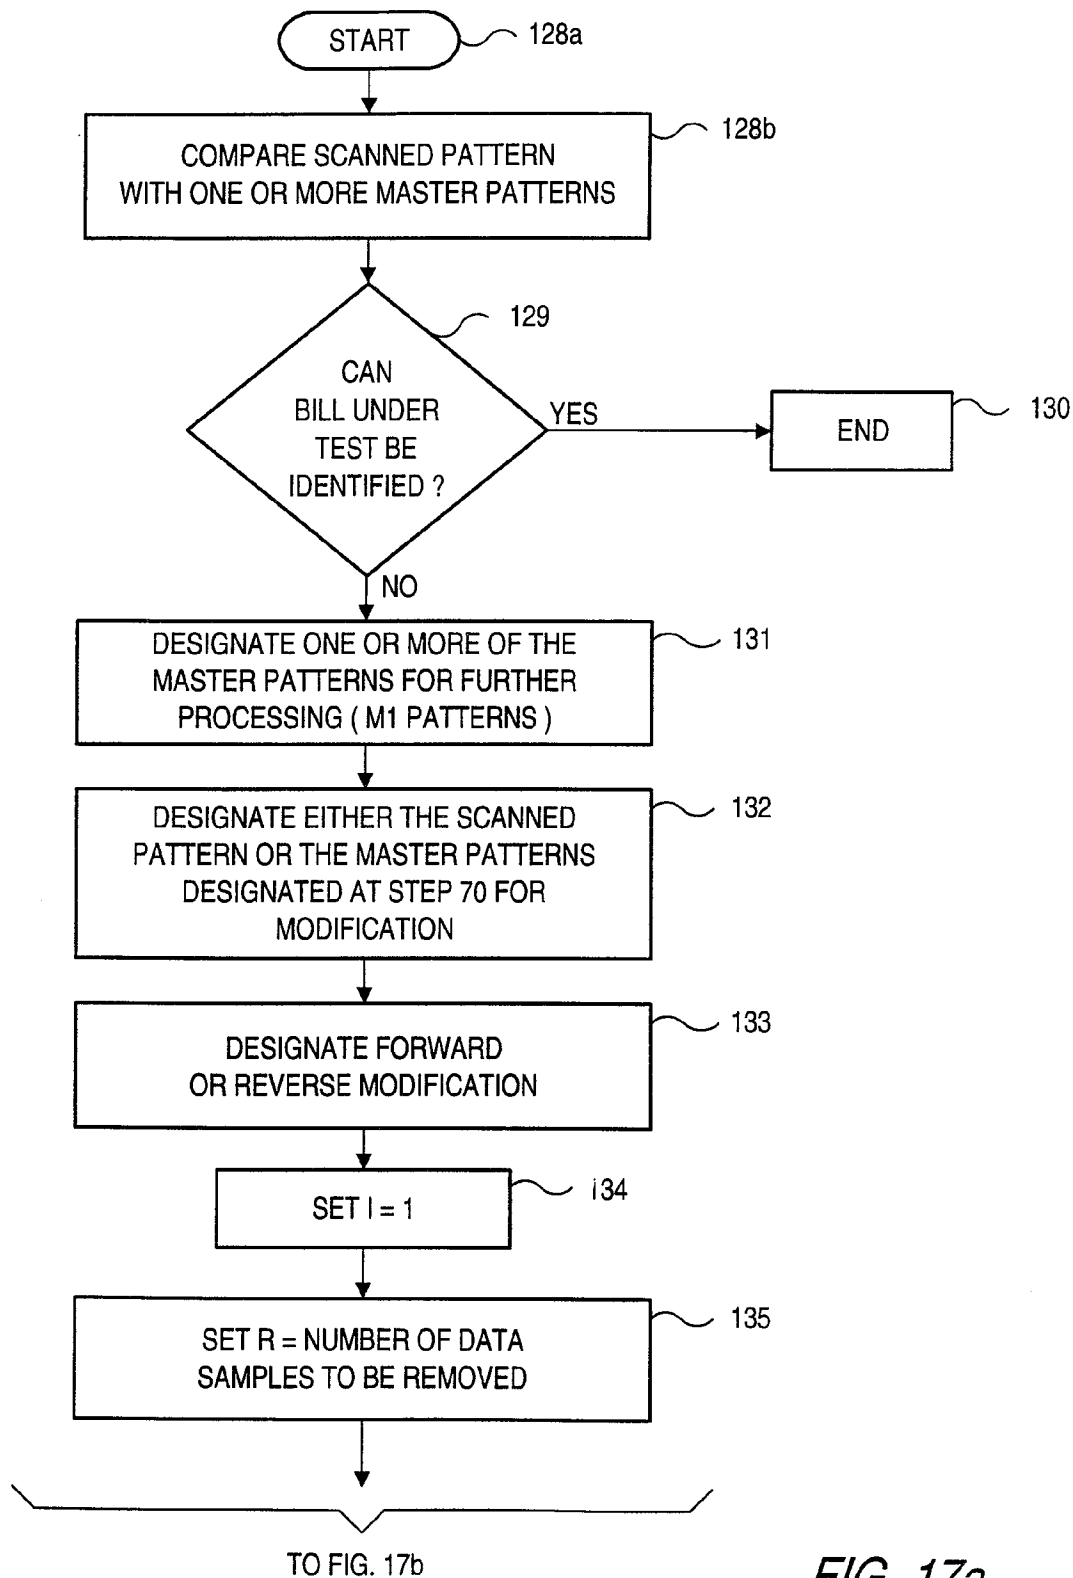 START
128a
128b
COMPARE SCANNED PATTERN
WITH ONE OR MORE MASTER PATTERNS
129
CAN
BILL UNDER
TEST BE
IDENTIFIED ?
YES
END
130
NO
131
DESIGNATE ONE OR MORE OF THE
MASTER PATTERNS FOR FURTHER
PROCESSING ( M1 PATTERNS )
132
DESIGNATE EITHER THE SCANNED
PATTERN OR THE MASTER PATTERNS
DESIGNATED AT STEP 70 FOR
MODIFICATION
133
DESIGNATE FORWARD
OR REVERSE MODIFICATION
134
SET I = 1
135
SET R = NUMBER OF DATA
SAMPLES TO BE REMOVED
TO FIG. 17b
FIG. 17a